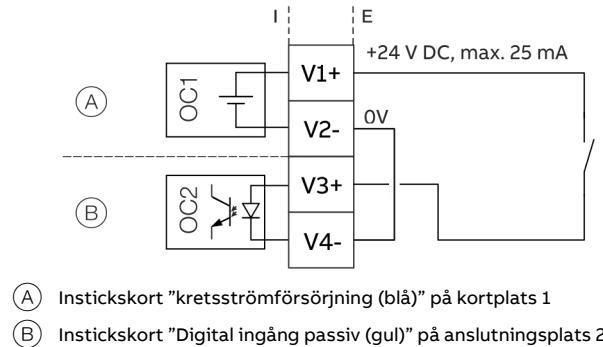 I E
+24 V DC, max. 25 mA
OC1
V1+
A
V2-
0V
V3+
B
OC2
V4-
A Instickskort ”kretsströmförsörjning (blå)” på kortplats 1
B Instickskort ”Digital ingång passiv (gul)” på anslutningsplats 2